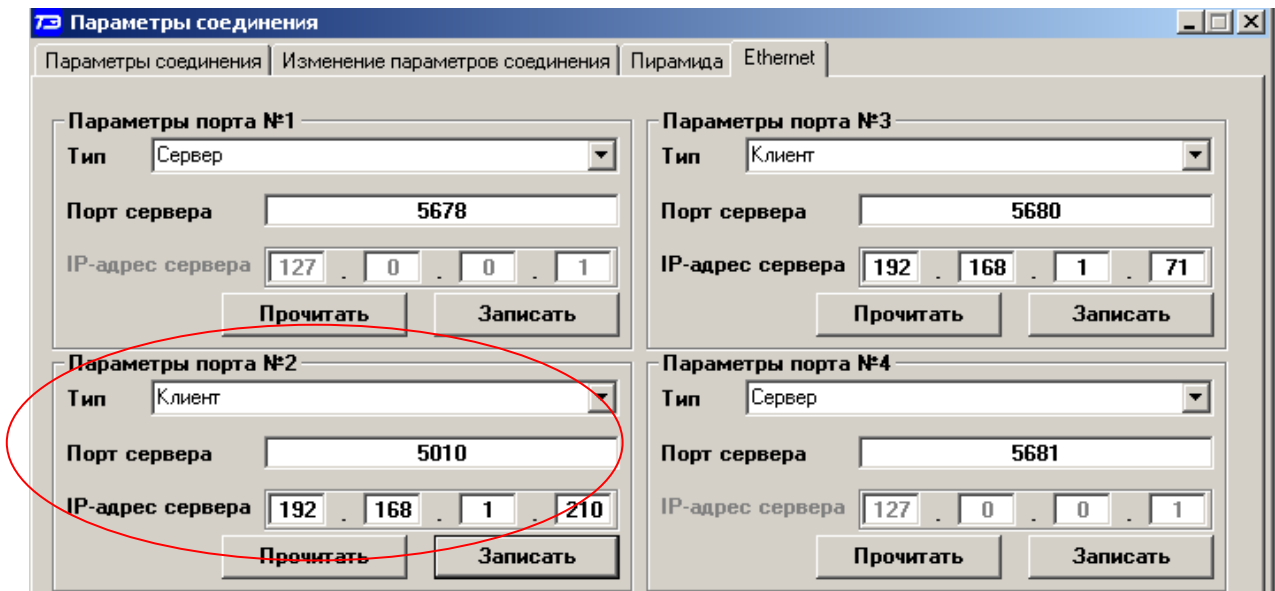 ТЭ Параметры соединения
Параметры соединения Изменение параметров соединения Пирамида Ethernet
Параметры порта №1
Тип Сервер
Порт сервера 5678
IP-адрес сервера 127 . 0 . 0 . 1
Прочитать Записать
Параметры порта №3
Тип Клиент
Порт сервера 5680
IP-адрес сервера 192 . 168 . 1 . 71
Прочитать Записать
Параметры порта №2
Тип Клиент
Порт сервера 5010
IP-адрес сервера 192 . 168 . 1 . 210
Прочитать Записать
Параметры порта №4
Тип Сервер
Порт сервера 5681
IP-адрес сервера 127 . 0 . 0 . 1
Прочитать Записать